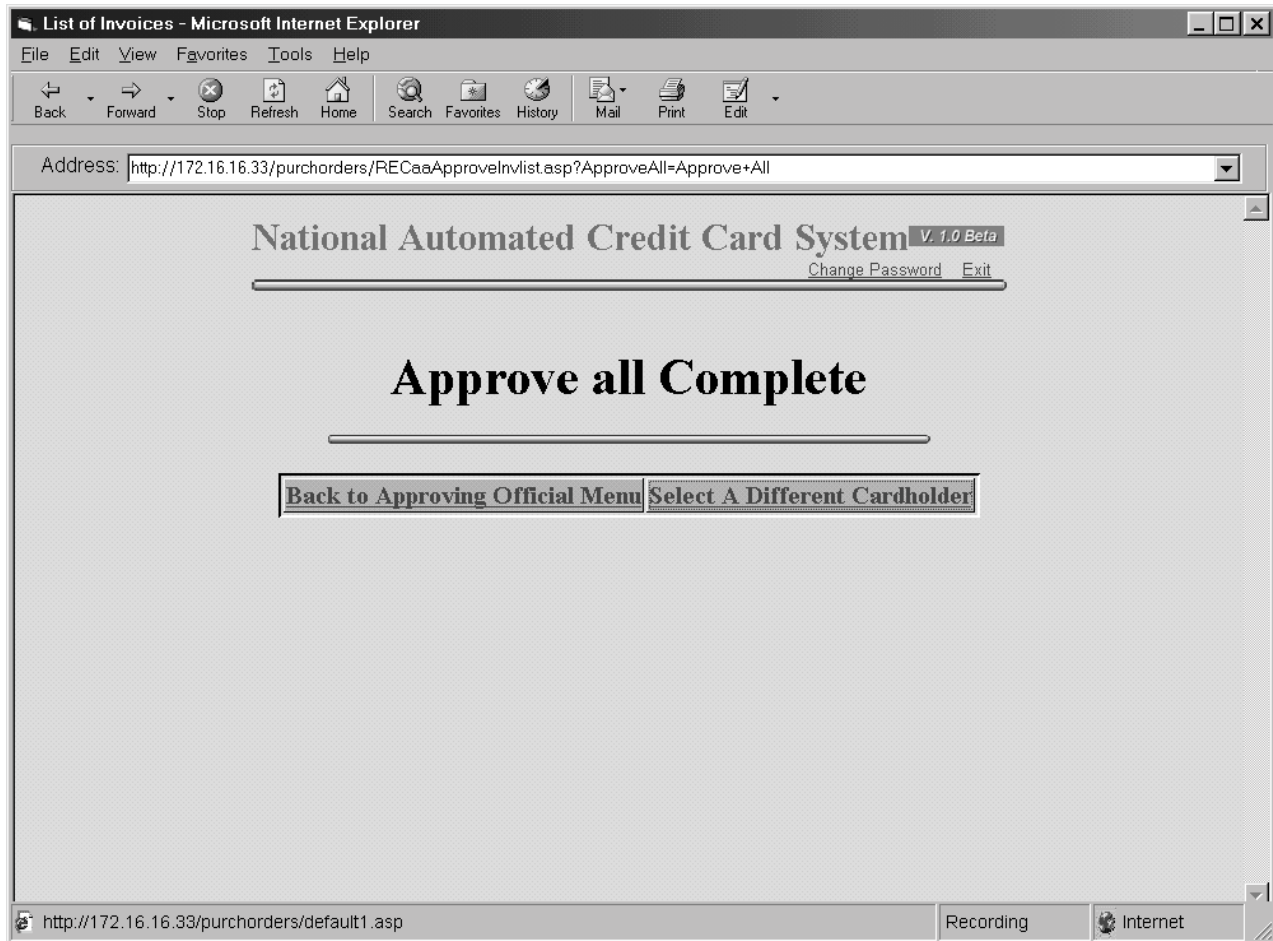 List of Invoices - Microsoft Internet Explorer
File Edit View Favorites Tools Help
Back Forward Stop Refresh Home Search Favorites History Mail Print Edit
Address: http://172.16.16.33/purchorders/RECaaApproveInvlist.asp?ApproveAll=Approve+All
National Automated Credit Card System V. 1.0 Beta
Change Password Exit
Approve all Complete
Back to Approving Official Menu Select A Different Cardholder
http://172.16.16.33/purchorders/default1.asp Recording Internet